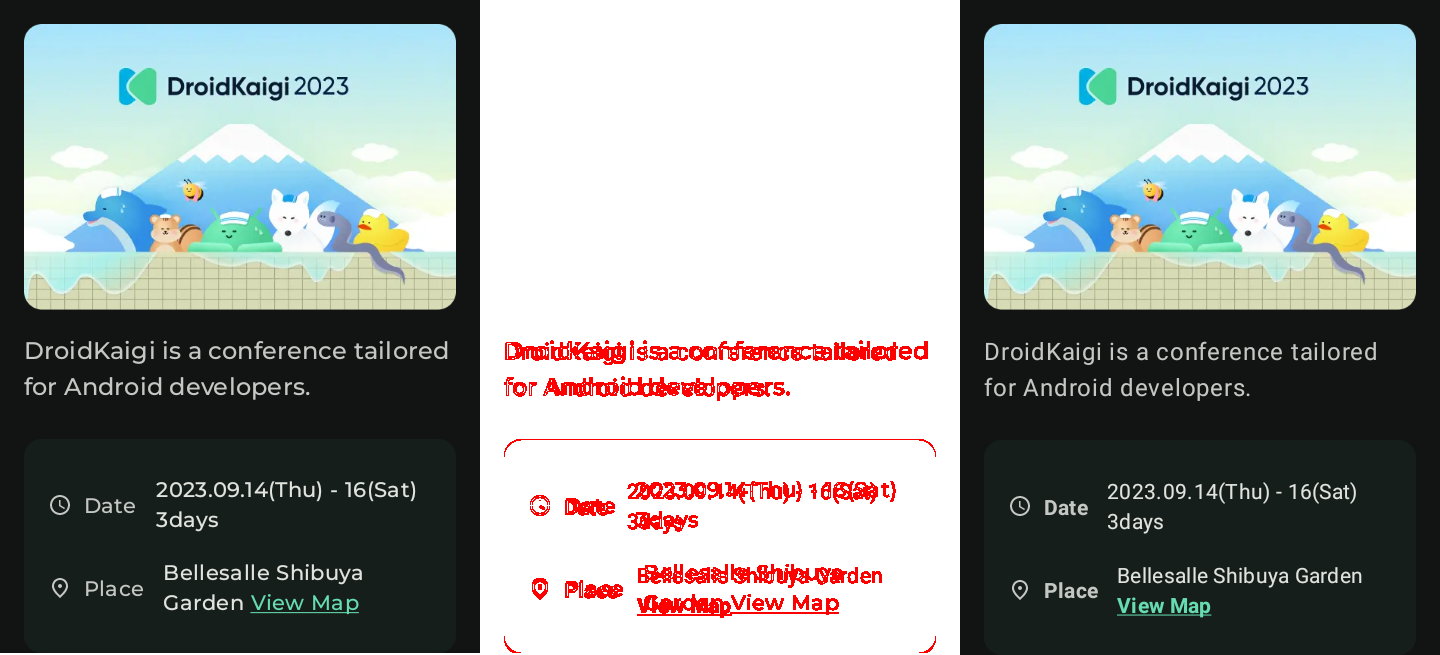 DroidKaigi 2023
DroidKaigi is a conference tailored
for Android developers.
Date
2023.09.14(Thu) - 16(Sat)
3days
Place
Bellesalle Shibuya
Garden View Map
DroidKaigi is a conference tailored
for Android developers.
Date
2023.09.14(Thu) - 16(Sat)
3days
Place
Bellesalle Shibuya Garden
View Map
DroidKaigi 2023
DroidKaigi is a conference tailored
for Android developers.
Date
2023.09.14(Thu) - 16(Sat)
3days
Place
Bellesalle Shibuya Garden
View Map